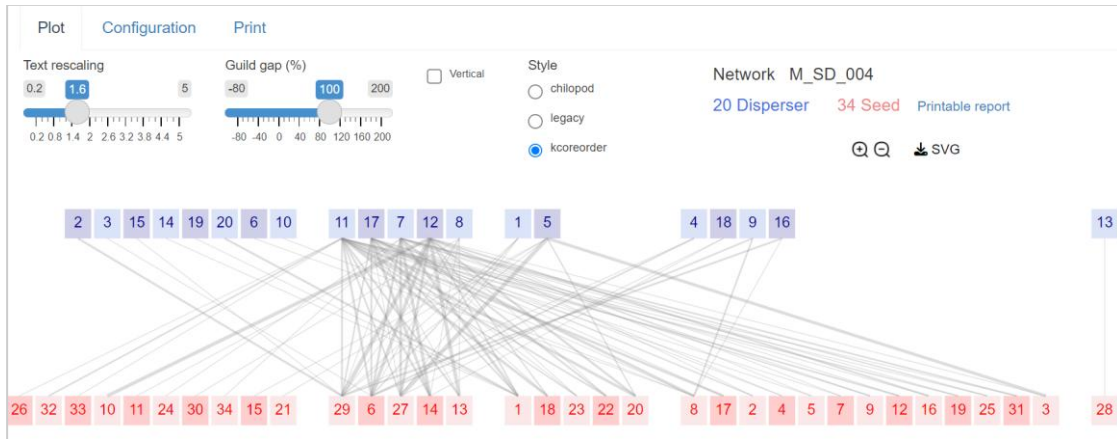 Plot Configuration Print
Text rescaling
0.2 1.6 5
0.2 0.8 1.4 2 2.6 3.2 3.8 4.4 5
Guild gap (%)
-80 100 200
-80 -40 0 40 80 120 160 200
Vertical
Style
chilopod
legacy
kcoreorder
Network M_SD_004
20 Disperser 34 Seed Printable report
SVG
2 3 15 14 19 20 6 10 11 17 7 12 8 1 5 4 18 9 16 13
26 32 33 10 11 24 30 34 15 21 29 6 27 14 13 1 18 23 22 20 8 17 2 4 5 7 9 12 16 19 25 31 3 28